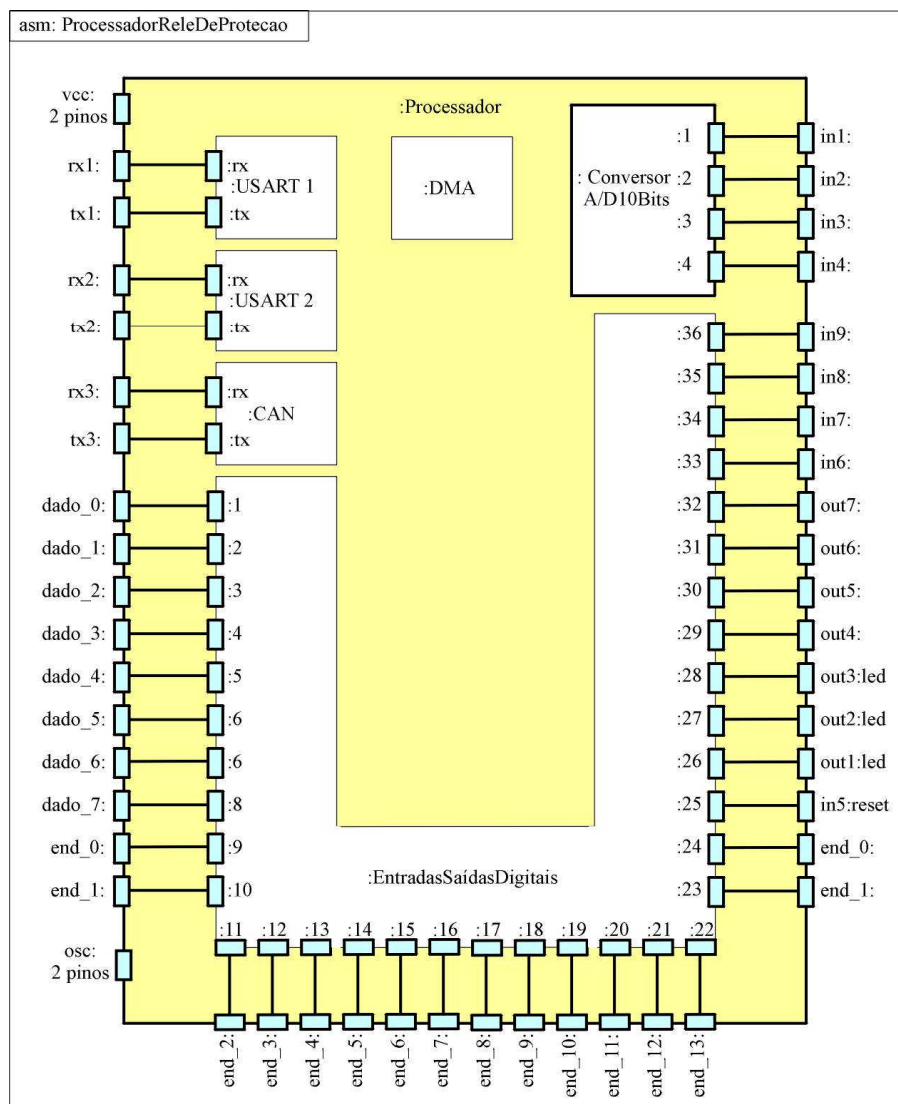 asm: ProcessadorReleDeProtecao
vcc:
2 pinos
:Processador
rx1:
:rx
:USART 1
tx1:
:tx
:DMA
:1
in1:
: Conversor
A/D10Bits
:2
in2:
:3
in3:
:4
in4:
rx2:
:rx
:USART 2
tx2:
:tx
rx3:
:rx
:CAN
tx3:
:tx
:36
in9:
:35
in8:
:34
in7:
:33
in6:
dado_0:
:1
:32
out7:
dado_1:
:2
:31
out6:
dado_2:
:3
:30
out5:
dado_3:
:4
:29
out4:
dado_4:
:5
:28
out3:led
dado_5:
:6
:27
out2:led
dado_6:
:6
:26
out1:led
dado_7:
:8
:25
in5:reset
end_0:
:9
:24
end_0:
end_1:
:10
:EntradasSaídasDigitais
:23
end_1:
osc:
2 pinos
:11
:12
:13
:14
:15
:16
:17
:18
:19
:20
:21
:22
end_2:
end_3:
end_4:
end_5:
end_6:
end_7:
end_8:
end_9:
end_10:
end_11:
end_12:
end_13: